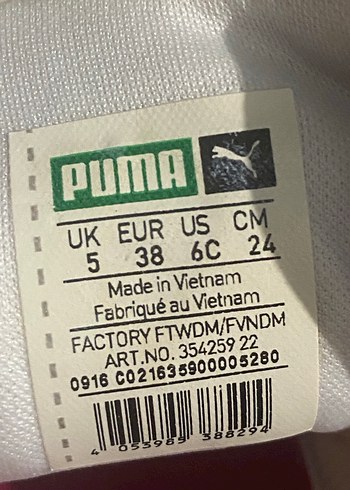 PUMA
UK EUR US CM
5 38 6C 24
Made in Vietnam
Fabriqué au Vietnam
FACTORY FTWDM/FVNDM
ART.NO. 354259 22
0916 C021635900005280
4 053985 388294